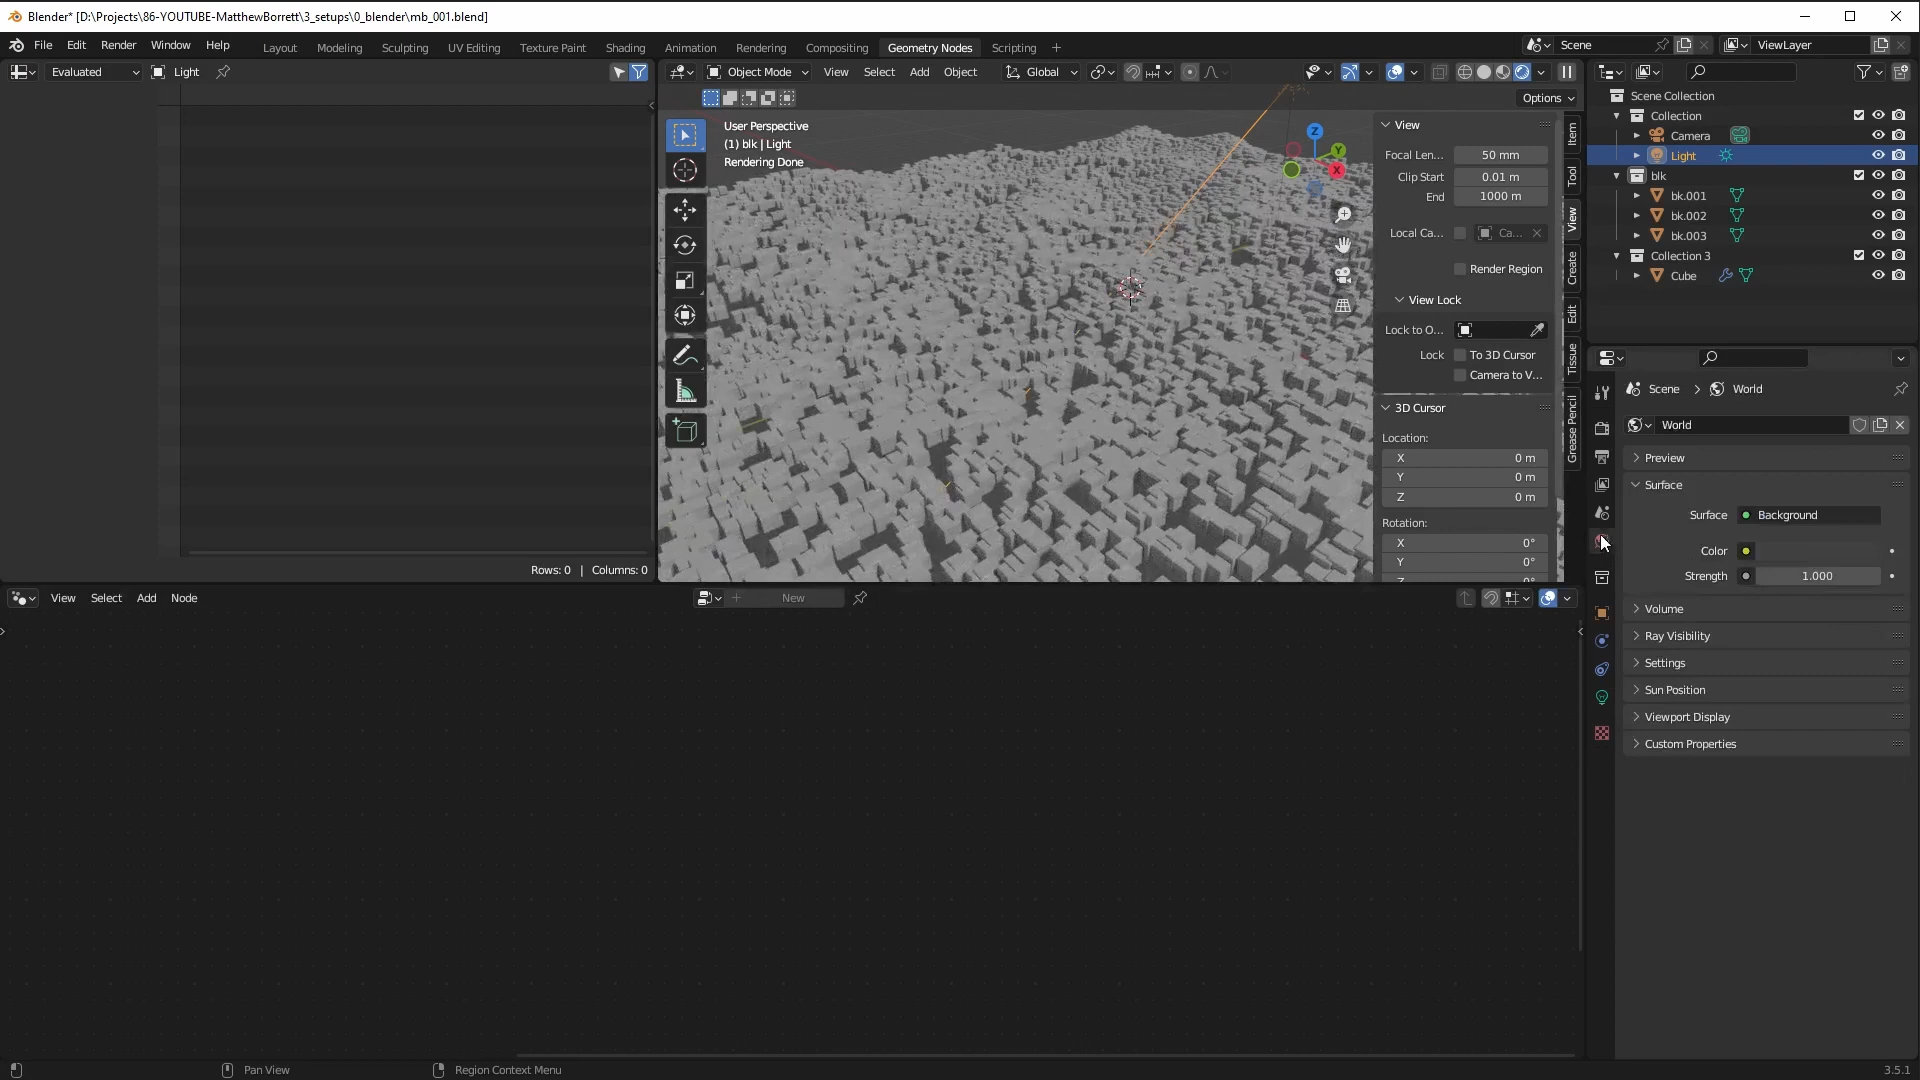 Blender* [D:\Projects\86-YOUTUBE-MatthewBorrett\3_setups\0_blender\mb_001.blend]
File Edit Render Window Help Layout Modeling Sculpting UV Editing Texture Paint Shading Animation Rendering Compositing Geometry Nodes Scripting + Scene ViewLayer
Evaluated Light Object Mode View Select Add Object Global
Options
Scene Collection
Collection
Camera
Light
blk
bk.001
bk.002
bk.003
Collection 3
Cube
User Perspective
(1) blk | Light
Rendering Done
Z
Y
X
View
Focal Len... 50 mm
Clip Start 0.01 m
End 1000 m
Local Ca... Ca...
Render Region
View Lock
Lock to O...
Lock To 3D Cursor
Camera to V...
3D Cursor
Location:
X 0 m
Y 0 m
Z 0 m
Rotation:
X 0°
Y 0°
Z 0°
Item
Tool
View
Create
Edit
Tissue
Grease Pencil
Scene > World
World
Preview
Surface
Surface Background
Color
Strength 1.000
Volume
Ray Visibility
Settings
Sun Position
Viewport Display
Custom Properties
Rows: 0 | Columns: 0
View Select Add Node New
Pan View Region Context Menu 3.5.1